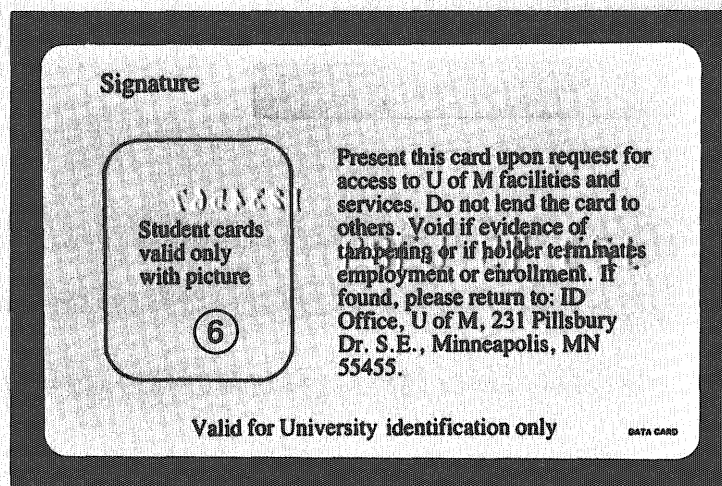 Signature
Present this card upon request for
access to U of M facilities and
services. Do not lend the card to
others. Void if evidence of
tampering or if holder terminates
employment or enrollment. If
found, please return to: ID
Office, U of M, 231 Pillsbury
Dr. S.E., Minneapolis, MN
55455.
1234567
Student cards
valid only
with picture
6
Valid for University identification only
DATA CARD